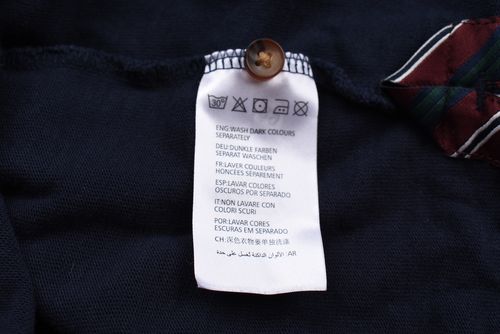 30°
ENG:WASH DARK COLOURS
SEPARATELY
DEU:DUNKLE FARBEN
SEPARAT WASCHEN
FR:LAVER COULEURS
HONCÉES SÉPAREMENT
ESP:LAVAR COLORES
OSCUROS POR SEPARADO
IT:NON LAVARE CON
COLORI SCURI
POR:LAVAR CORES
ESCURAS EM SEPARADO
CH:深色衣物要单独洗涤
AR: الألوان الداكنة تغسل على حدة